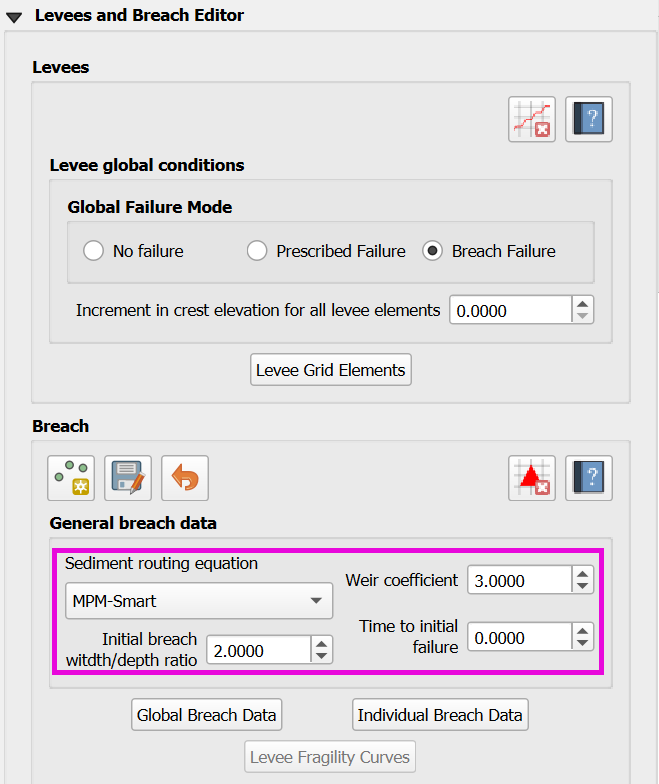 Levees and Breach Editor
Levees
?
Levee global conditions
Global Failure Mode
No failure
Prescribed Failure
Breach Failure
Increment in crest elevation for all levee elements
0.0000
Levee Grid Elements
Breach
?
General breach data
Sediment routing equation
MPM-Smart
Weir coefficient
3.0000
Initial breach
witdth/depth ratio
2.0000
Time to initial
failure
0.0000
Global Breach Data
Individual Breach Data
Levee Fragility Curves